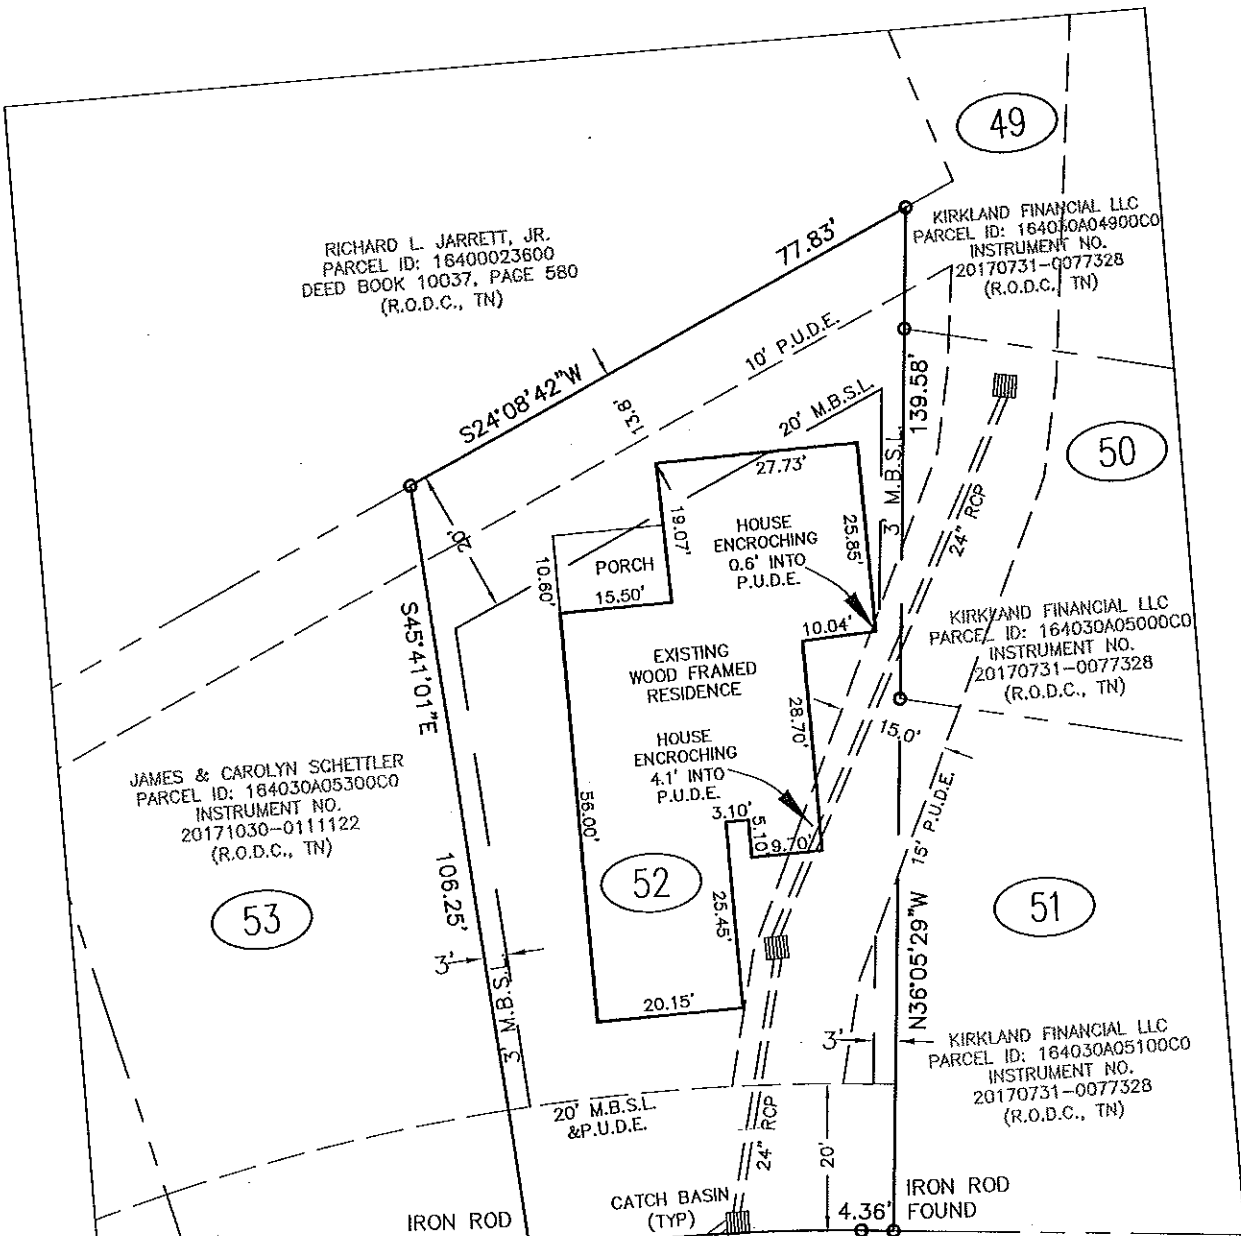 49
KIRKLAND FINANCIAL LLC
PARCEL ID: 164030A04900C0
INSTRUMENT NO.
20170731-0077328
(R.O.D.C., TN)
RICHARD L. JARRETT, JR.
PARCEL ID: 16400023600
DEED BOOK 10037, PAGE 580
(R.O.D.C., TN)
77.83'
S24°08'42"W
10' P.U.D.E.
13.8'
20' M.B.S.L.
139.58'
3' M.B.S.L.
50
24" RCP
27.73'
20'
19.07'
HOUSE
ENCROCHING
0.6' INTO
P.U.D.E.
25.85'
10.60'
PORCH
15.50'
10.04'
S45°41'01"E
KIRKLAND FINANCIAL LLC
PARCEL ID: 164030A05000C0
INSTRUMENT NO.
20170731-0077328
(R.O.D.C., TN)
EXISTING
WOOD FRAMED
RESIDENCE
28.70'
15.0'
HOUSE
ENCROCHING
4.1' INTO
P.U.D.E.
15' P.U.D.E.
JAMES & CAROLYN SCHETTLER
PARCEL ID: 164030A05300C0
INSTRUMENT NO.
20171030-0111122
(R.O.D.C., TN)
56.00'
3.10'
5.10
9.70'
52
106.25'
25.45'
53
51
3'
3' M.B.S.L.
20.15'
N36°05'29"W
3'
KIRKLAND FINANCIAL LLC
PARCEL ID: 164030A05100C0
INSTRUMENT NO.
20170731-0077328
(R.O.D.C., TN)
20' M.B.S.L.
&P.U.D.E.
24" RCP
20'
CATCH BASIN
(TYP)
IRON ROD
4.36'
IRON ROD
FOUND